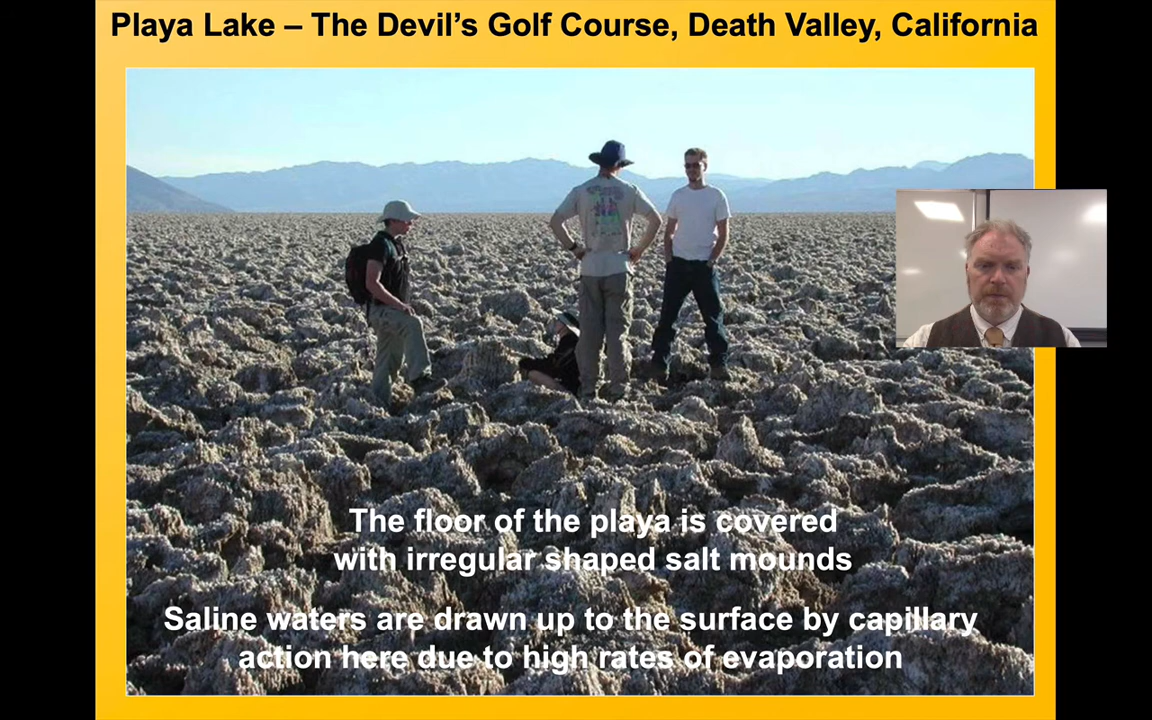 Playa Lake – The Devil's Golf Course, Death Valley, California
The floor of the playa is covered
with irregular shaped salt mounds
Saline waters are drawn up to the surface by capillary
action here due to high rates of evaporation